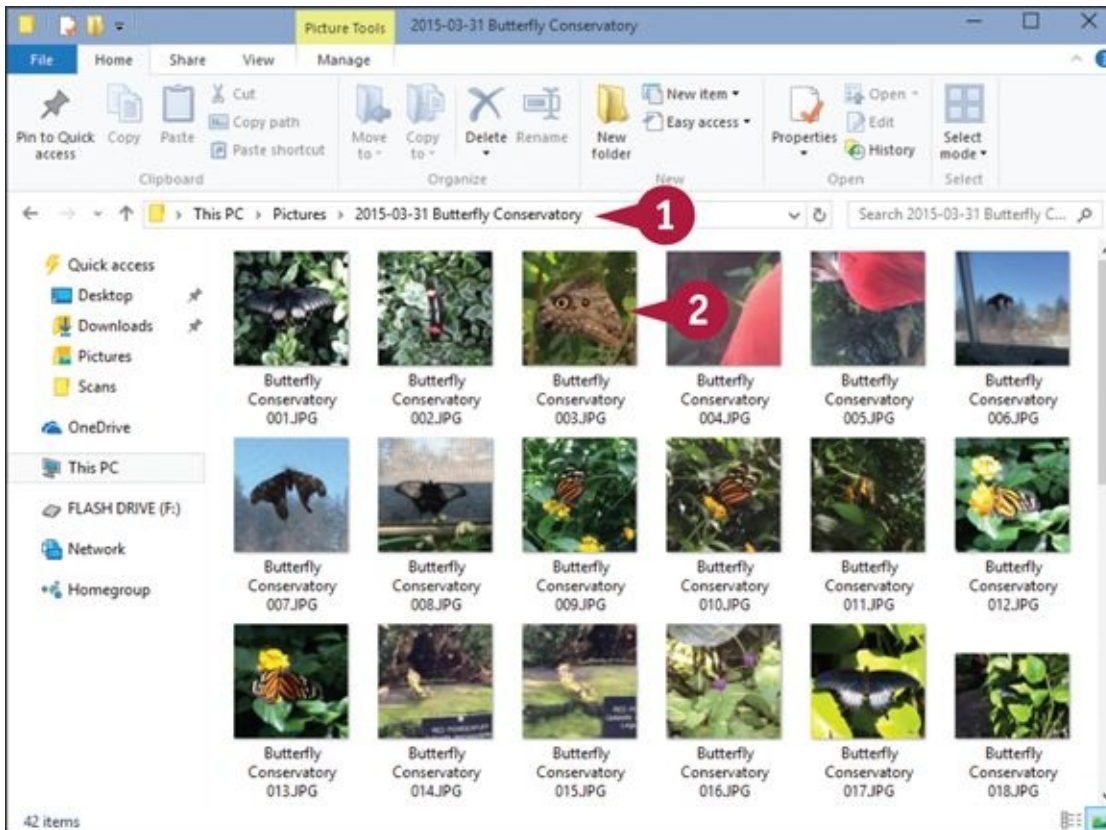 Picture Tools
2015-03-31 Butterfly Conservatory
File
Home
Share
View
Manage
Pin to Quick
access
Copy
Paste
Cut
Copy path
Paste shortcut
Clipboard
Move
to
Copy
to
Delete
Rename
Organize
New
folder
New item
Easy access
New
Properties
Open
Edit
History
Open
Select
mode
Select
This PC > Pictures > 2015-03-31 Butterfly Conservatory
1
Search 2015-03-31 Butterfly C...
Quick access
Desktop
Downloads
Pictures
Scans
OneDrive
This PC
FLASH DRIVE (F:)
Network
Homegroup
2
Butterfly
Conservatory
001.JPG
Butterfly
Conservatory
002.JPG
Butterfly
Conservatory
003.JPG
Butterfly
Conservatory
004.JPG
Butterfly
Conservatory
005.JPG
Butterfly
Conservatory
006.JPG
Butterfly
Conservatory
007.JPG
Butterfly
Conservatory
008.JPG
Butterfly
Conservatory
009.JPG
Butterfly
Conservatory
010.JPG
Butterfly
Conservatory
011.JPG
Butterfly
Conservatory
012.JPG
Butterfly
Conservatory
013.JPG
Butterfly
Conservatory
014.JPG
Butterfly
Conservatory
015.JPG
Butterfly
Conservatory
016.JPG
Butterfly
Conservatory
017.JPG
Butterfly
Conservatory
018.JPG
42 items